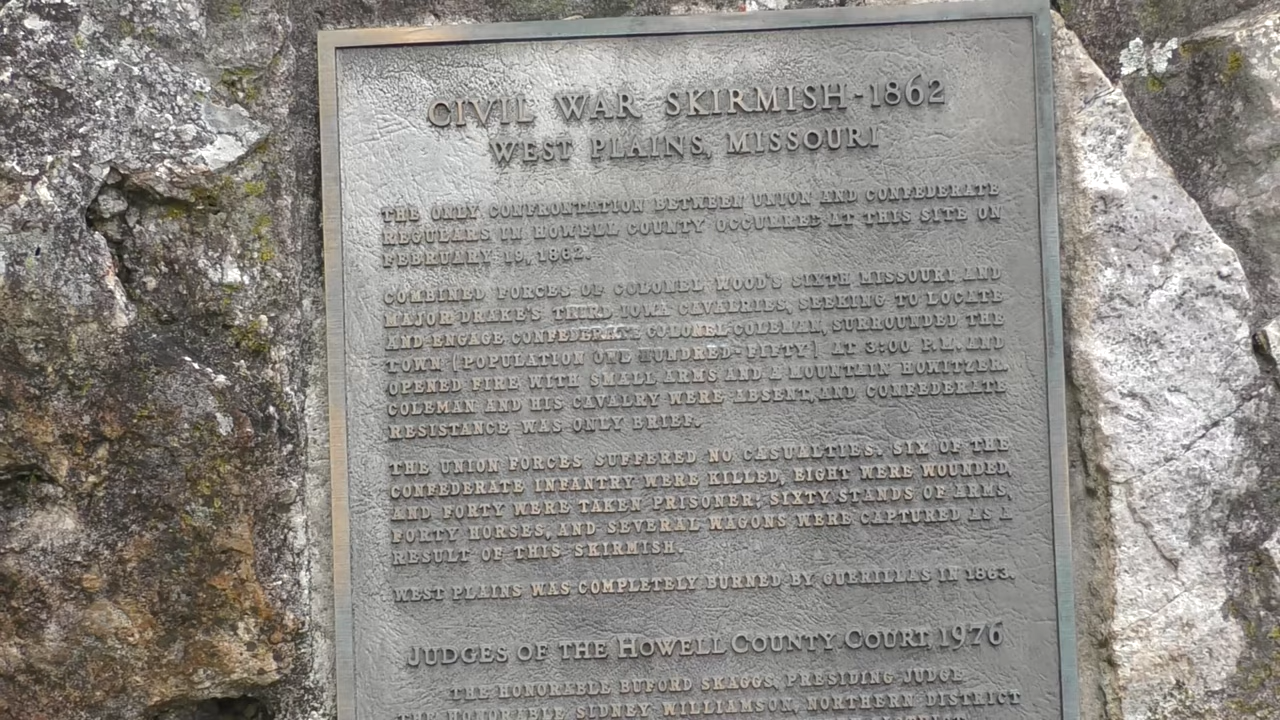 CIVIL WAR SKIRMISH-1862
WEST PLAINS, MISSOURI
THE ONLY CONFRONTATION BETWEEN UNION AND CONFEDERATE
REGULARS IN HOWELL COUNTY OCCURRED AT THIS SITE ON
FEBRUARY 19, 1862.
COMBINED FORCES OF COLONEL WOOD'S SIXTH MISSOURI AND
MAJOR DRAKE'S THIRD IOWA CAVALRIES, SEEKING TO LOCATE
AND ENGAGE CONFEDERATE COLONEL COLEMAN, SURROUNDED THE
TOWN (POPULATION ONE HUNDRED-FIFTY) AT 3:00 P.M. AND
OPENED FIRE WITH SMALL ARMS AND A MOUNTAIN HOWITZER.
COLEMAN AND HIS CAVALRY WERE ABSENT, AND CONFEDERATE
RESISTANCE WAS ONLY BRIEF.
THE UNION FORCES SUFFERED NO CASUALTIES. SIX OF THE
CONFEDERATE INFANTRY WERE KILLED, EIGHT WERE WOUNDED,
AND FORTY WERE TAKEN PRISONER; SIXTY STANDS OF ARMS,
FORTY HORSES, AND SEVERAL WAGONS WERE CAPTURED AS A
RESULT OF THIS SKIRMISH.
WEST PLAINS WAS COMPLETELY BURNED BY GUERILLAS IN 1863.
JUDGES OF THE HOWELL COUNTY COURT, 1976
THE HONORABLE BUFORD SKAGGS, PRESIDING JUDGE
THE HONORABLE SIDNEY WILLIAMSON, NORTHERN DISTRICT